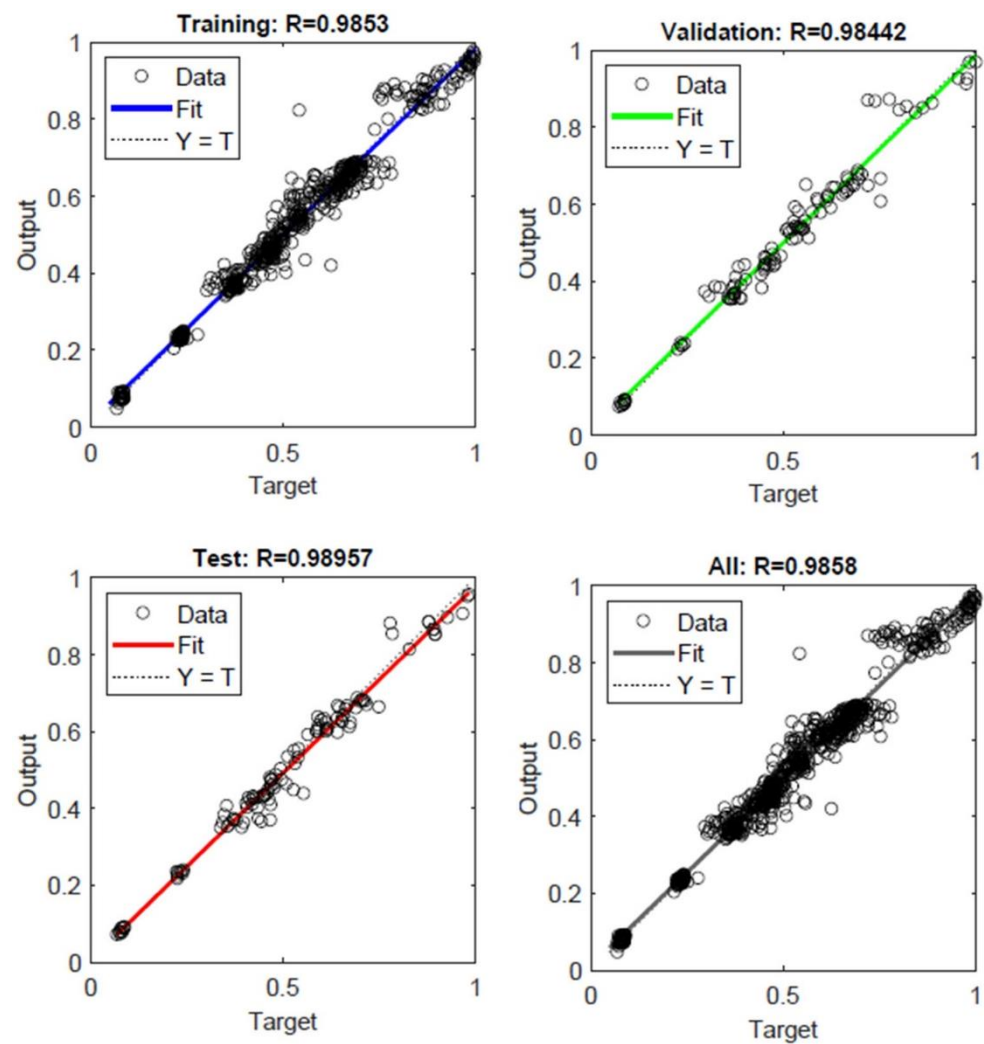 Training: R=0.9853
Data
Fit
Y = T
Output
1
0.8
0.6
0.4
0.2
0
0
0.5
1
Target
Validation: R=0.98442
Data
Fit
Y = T
Output
1
0.8
0.6
0.4
0.2
0
0
0.5
1
Target
Test: R=0.98957
Data
Fit
Y = T
Output
1
0.8
0.6
0.4
0.2
0
0
0.5
1
Target
All: R=0.9858
Data
Fit
Y = T
Output
1
0.8
0.6
0.4
0.2
0
0
0.5
1
Target